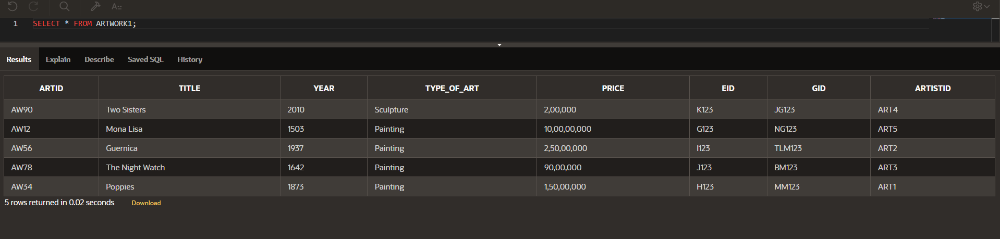 A::
1 SELECT * FROM ARTWORK1;
Results Explain Describe Saved SQL History
ARTID TITLE YEAR TYPE_OF_ART PRICE EID GID ARTISTID
AW90 Two Sisters 2010 Sculpture 2,00,000 K123 JG123 ART4
AW12 Mona Lisa 1503 Painting 10,00,00,000 G123 NG123 ART5
AW56 Guernica 1937 Painting 2,50,00,000 I123 TLM123 ART2
AW78 The Night Watch 1642 Painting 90,00,000 J123 BM123 ART3
AW34 Poppies 1873 Painting 1,50,00,000 H123 MM123 ART1
5 rows returned in 0.02 seconds Download